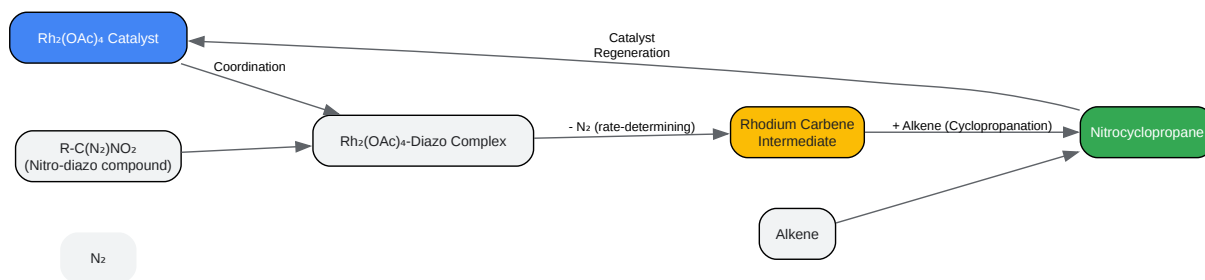 Rh₂(OAc)₄ Catalyst
Catalyst
Regeneration
Coordination
R-C(N₂)NO₂
(Nitro-diazo compound)
Rh₂(OAc)₄-Diazo Complex
- N₂ (rate-determining)
Rhodium Carbene
Intermediate
+ Alkene (Cyclopropanation)
Nitrocyclopropane
Alkene
N₂